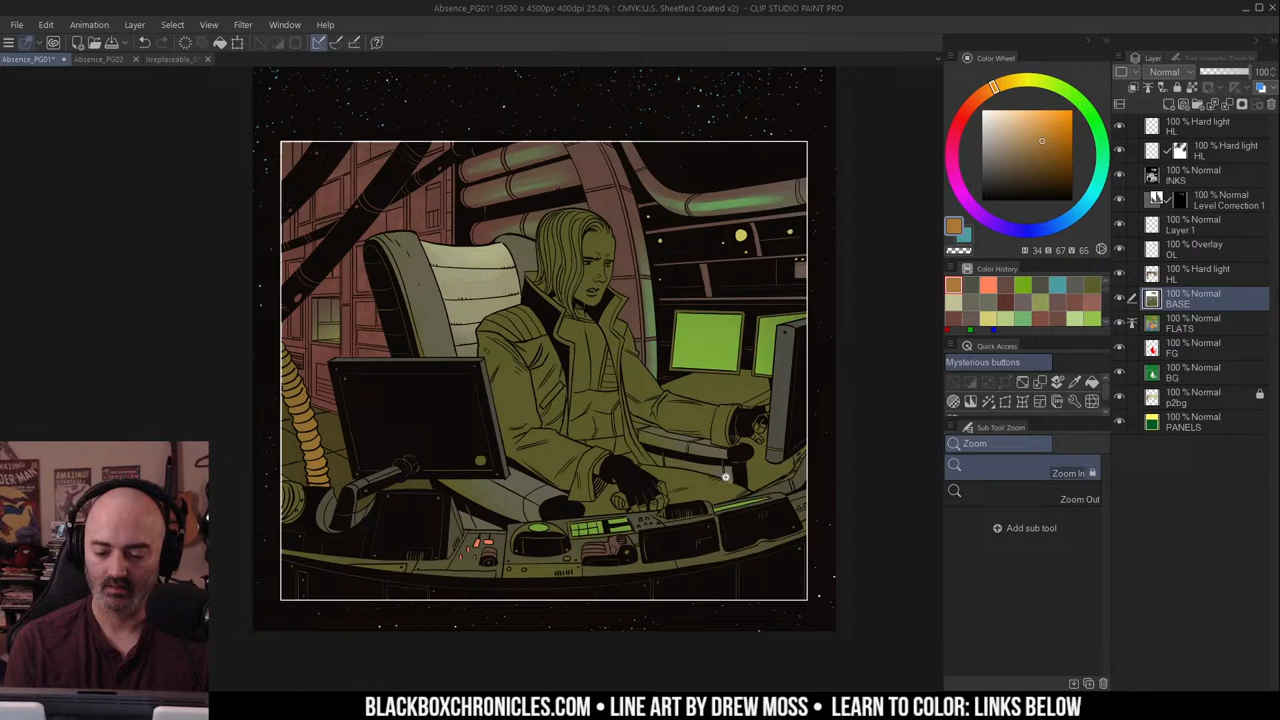 Absence_PG01* (3500 x 4500px 400dpi 25.0% : CMYK:U.S. Sheetfed Coated v2) - CLIP STUDIO PAINT PRO
File Edit Animation Layer Select View Filter Window Help
Absence_PG01* Absence_PG02 Irreplaceable_
Color Wheel
H 34 S 67 V 65
Color History
Quick Access
Mysterious buttons
Sub Tool: Zoom
Zoom
Zoom In
Zoom Out
Add sub tool
Layer
Normal 100
100 % Hard light
HL
100 % Hard light
HL
100 % Normal
INKS
100 % Normal
Level Correction 1
100 % Normal
Layer 1
100 % Overlay
OL
100 % Hard light
HL
100 % Normal
BASE
100 % Normal
FLATS
100 % Normal
FG
100 % Normal
BG
100 % Normal
p2bg
100 % Normal
PANELS
AMAZING
BLACKBOXCHRONICLES.COM • LINE ART BY DREW MOSS • LEARN TO COLOR: LINKS BELOW